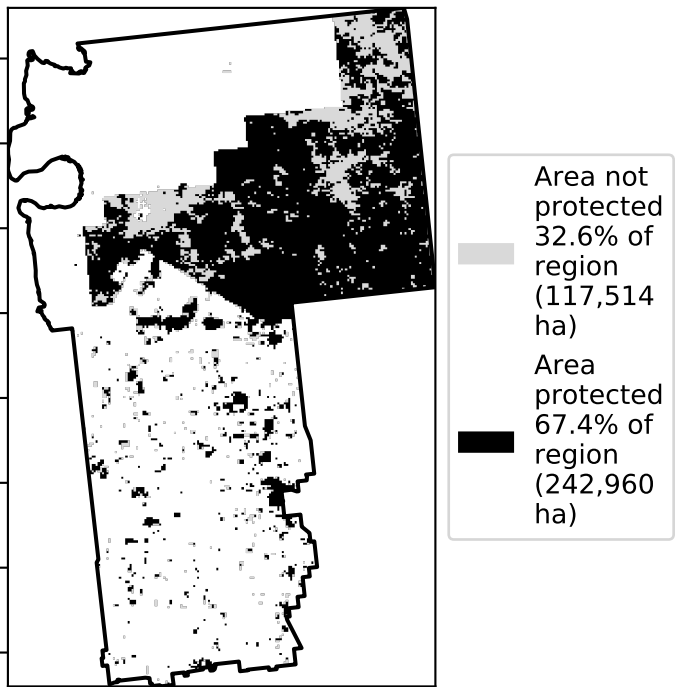 Area not
protected
32.6% of
region
(117,514
ha)
Area
protected
67.4% of
region
(242,960
ha)